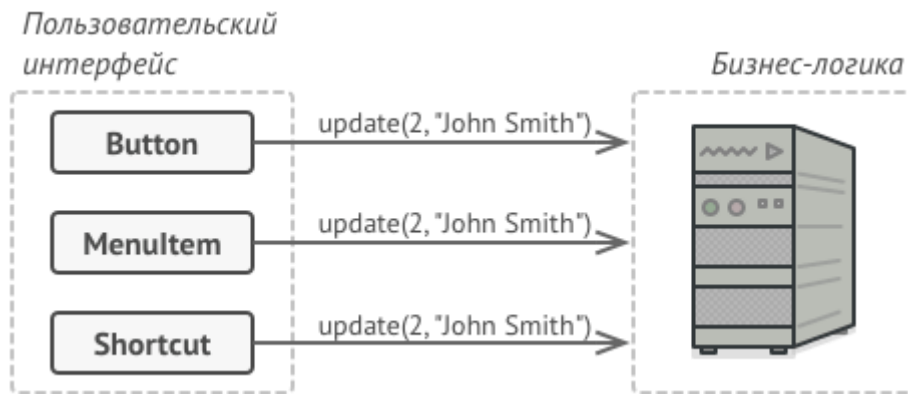 Пользовательский
интерфейс
Бизнес-логика
Button
update(2, "John Smith")
MenuItem
update(2, "John Smith")
Shortcut
update(2, "John Smith")